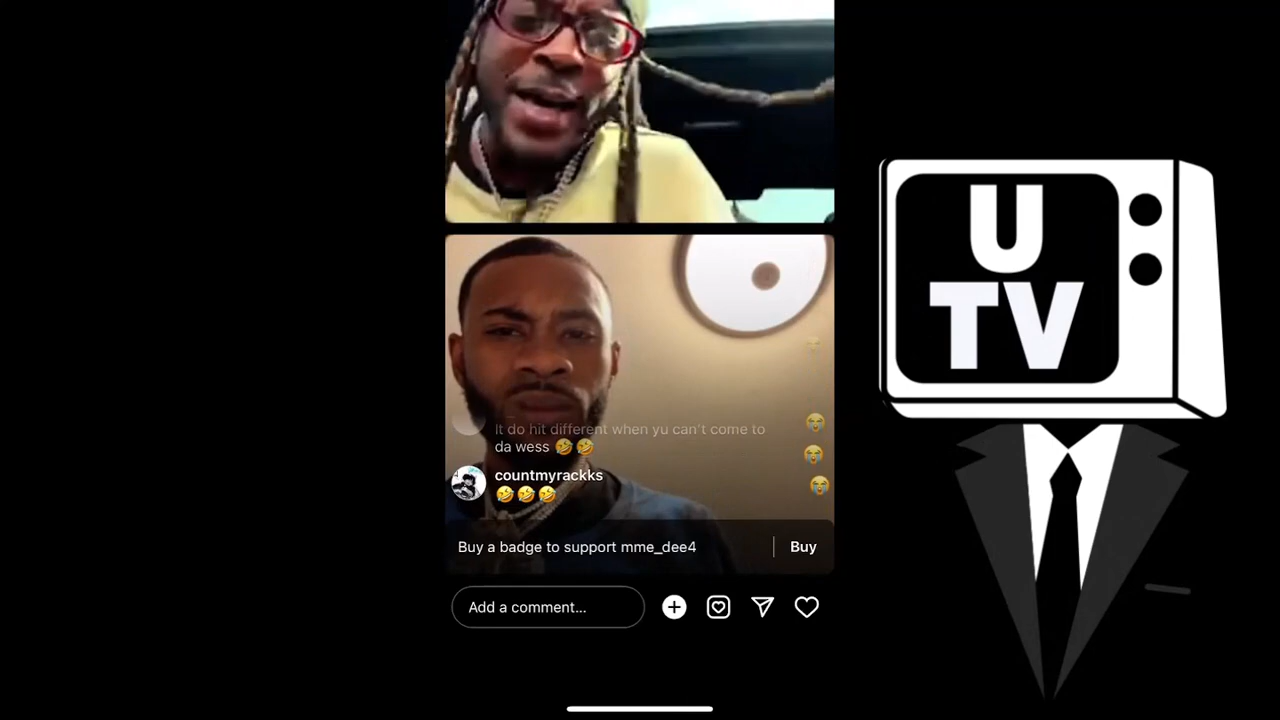 U
TV
It do hit different when yu can't come to
da wess 🤣🤣
countmyrackks
🤣🤣🤣
Buy a badge to support mme_dee4
Buy
Add a comment...